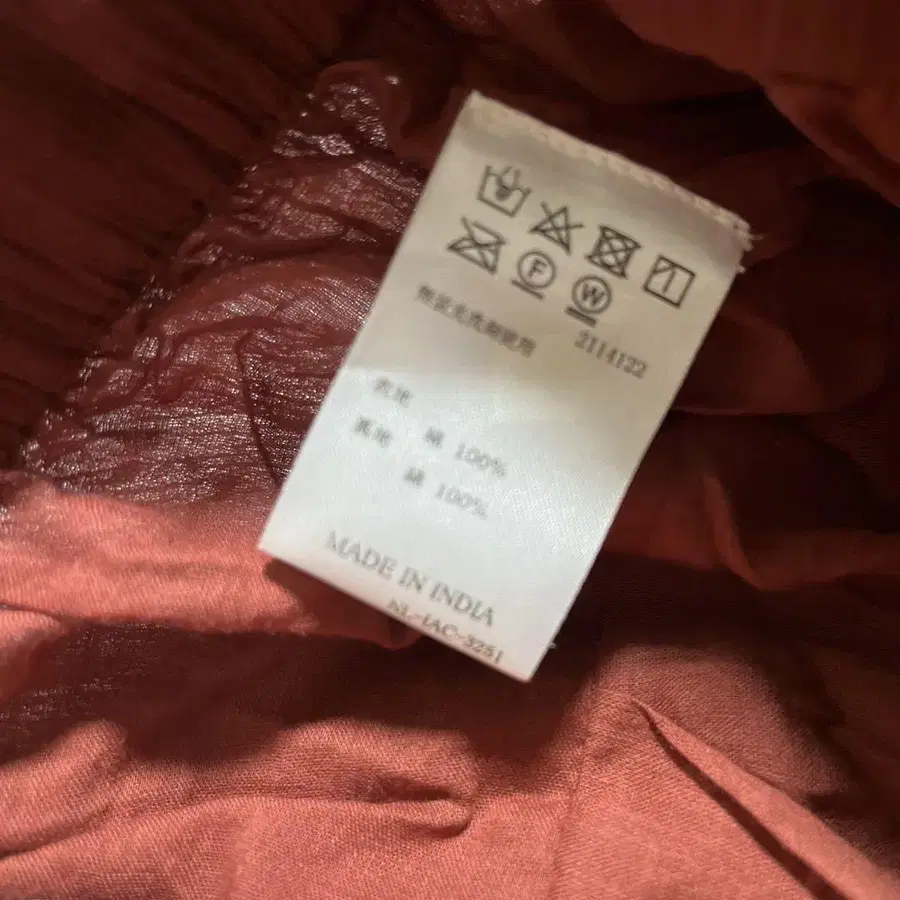 F W
2114122
表地
裏地 綿 100%
綿 100%
MADE IN INDIA
NL-IAC-3251